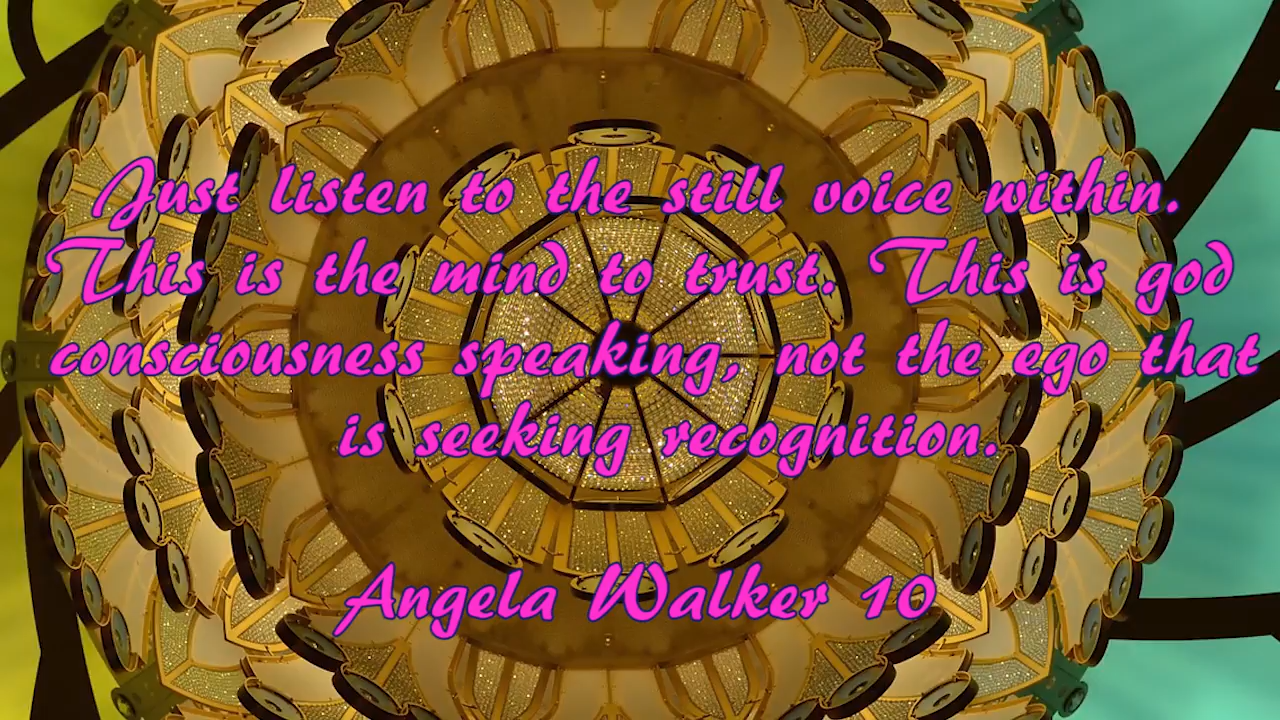 Just listen to the still voice within.
This is the mind to trust. This is god
consciousness speaking, not the ego that
is seeking recognition.
Angela Walker 10